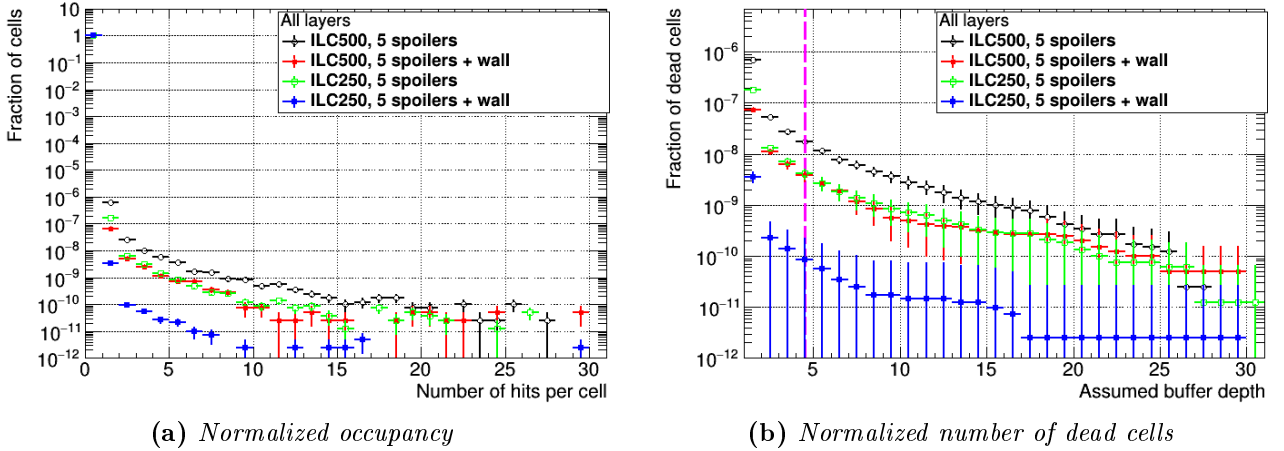 All layers
ILC500, 5 spoilers
ILC500, 5 spoilers + wall
ILC250, 5 spoilers
ILC250, 5 spoilers + wall
Fraction of cells
10
1
10⁻¹
10⁻²
10⁻³
10⁻⁴
10⁻⁵
10⁻⁶
10⁻⁷
10⁻⁸
10⁻⁹
10⁻¹⁰
10⁻¹¹
10⁻¹²
0 5 10 15 20 25 30
Number of hits per cell
(a) Normalized occupancy
All layers
ILC500, 5 spoilers
ILC500, 5 spoilers + wall
ILC250, 5 spoilers
ILC250, 5 spoilers + wall
Fraction of dead cells
10⁻⁶
10⁻⁷
10⁻⁸
10⁻⁹
10⁻¹⁰
10⁻¹¹
10⁻¹²
5 10 15 20 25 30
Assumed buffer depth
(b) Normalized number of dead cells